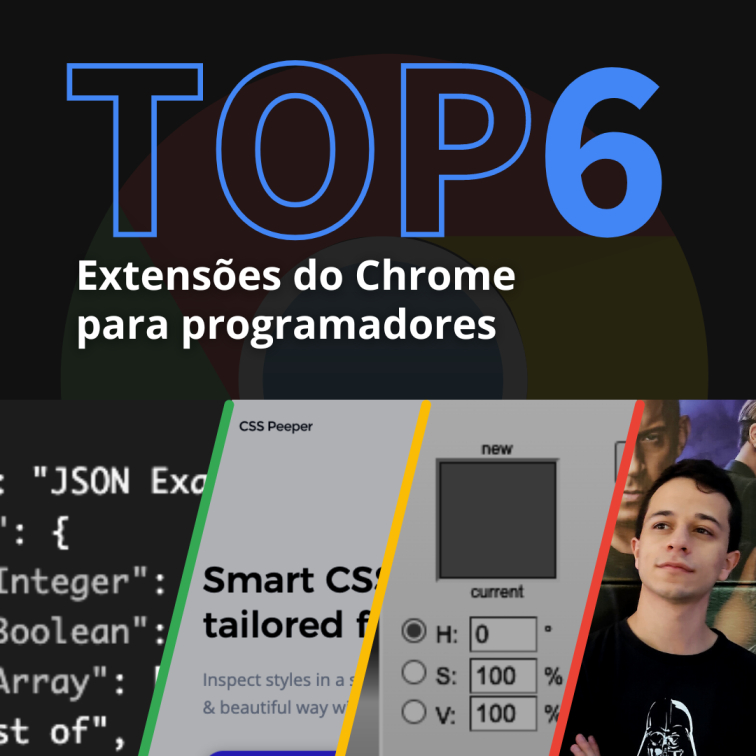 TOP6
Extensões do Chrome
para programadores
: "JSON Exa
": {
Integer":
Boolean":
Array": [
st of",
CSS Peeper
Smart CSS
tailored f
Inspect styles in a s
& beautiful way wi
new
current
H: 0 °
S: 100 %
V: 100 %